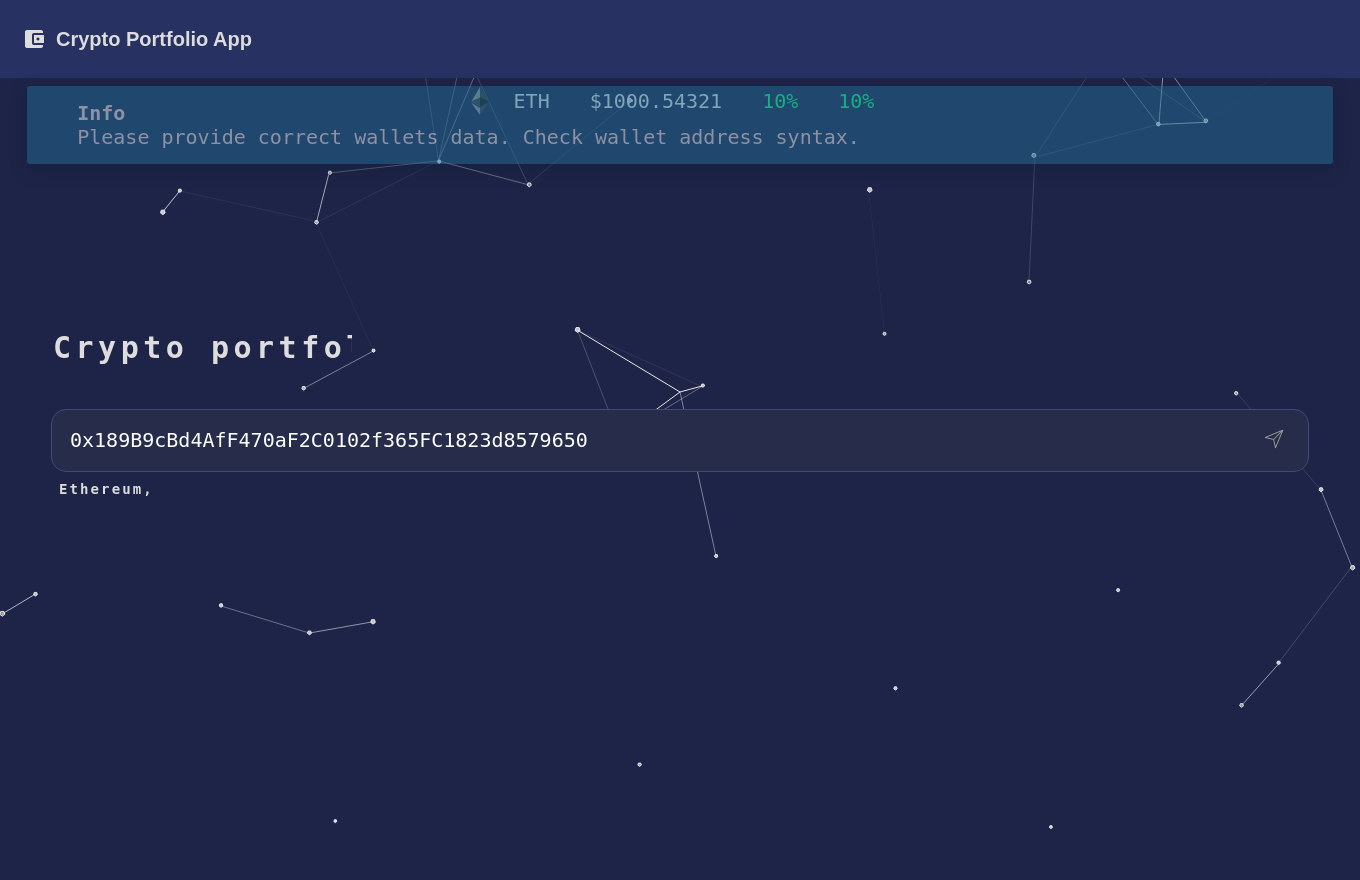 Crypto Portfolio App
ETH $1000.54321 10% 10%
Info
Please provide correct wallets data. Check wallet address syntax.
Crypto portfo
0x189B9cBd4AfF470aF2C0102f365FC1823d8579650
Ethereum,